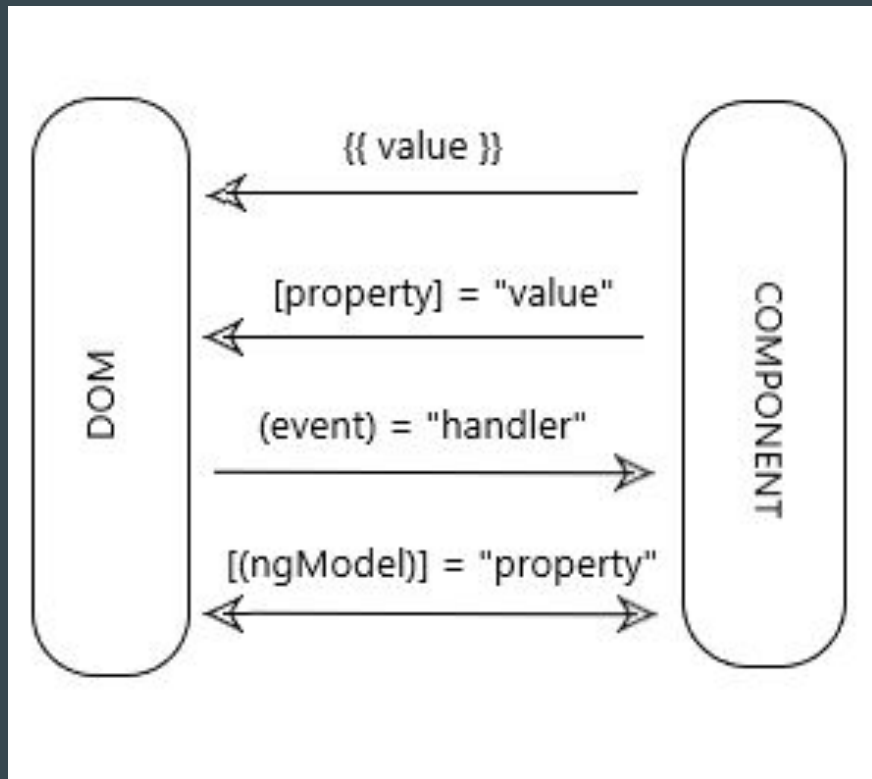 {{ value }}
[property] = "value"
DOM
COMPONENT
(event) = "handler"
[(ngModel)] = "property"